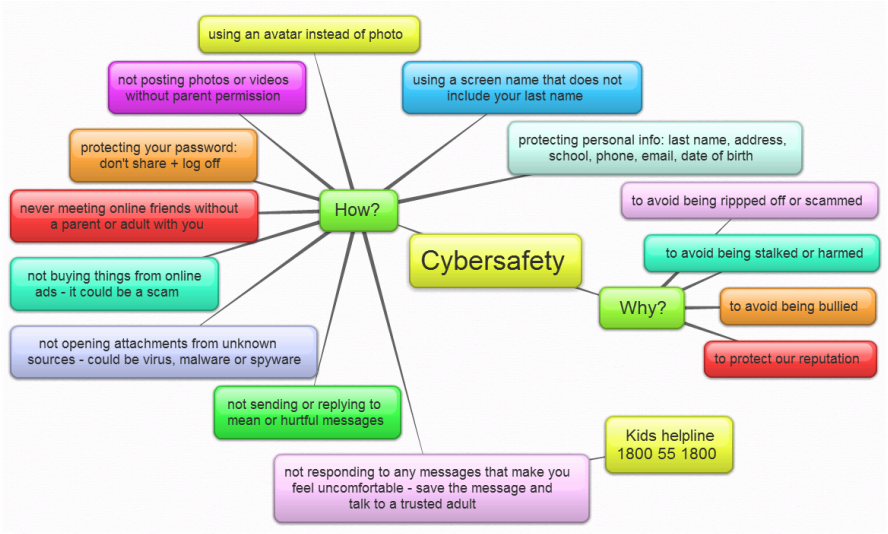 using an avatar instead of photo
not posting photos or videos
without parent permission
using a screen name that does not
include your last name
protecting your password:
don't share + log off
protecting personal info: last name, address,
school, phone, email, date of birth
never meeting online friends without
a parent or adult with you
How?
to avoid being rippped off or scammed
Cybersafety
to avoid being stalked or harmed
not buying things from online
ads - it could be a scam
Why?
to avoid being bullied
not opening attachments from unknown
sources - could be virus, malware or spyware
to protect our reputation
not sending or replying to
mean or hurtful messages
Kids helpline
1800 55 1800
not responding to any messages that make you
feel uncomfortable - save the message and
talk to a trusted adult